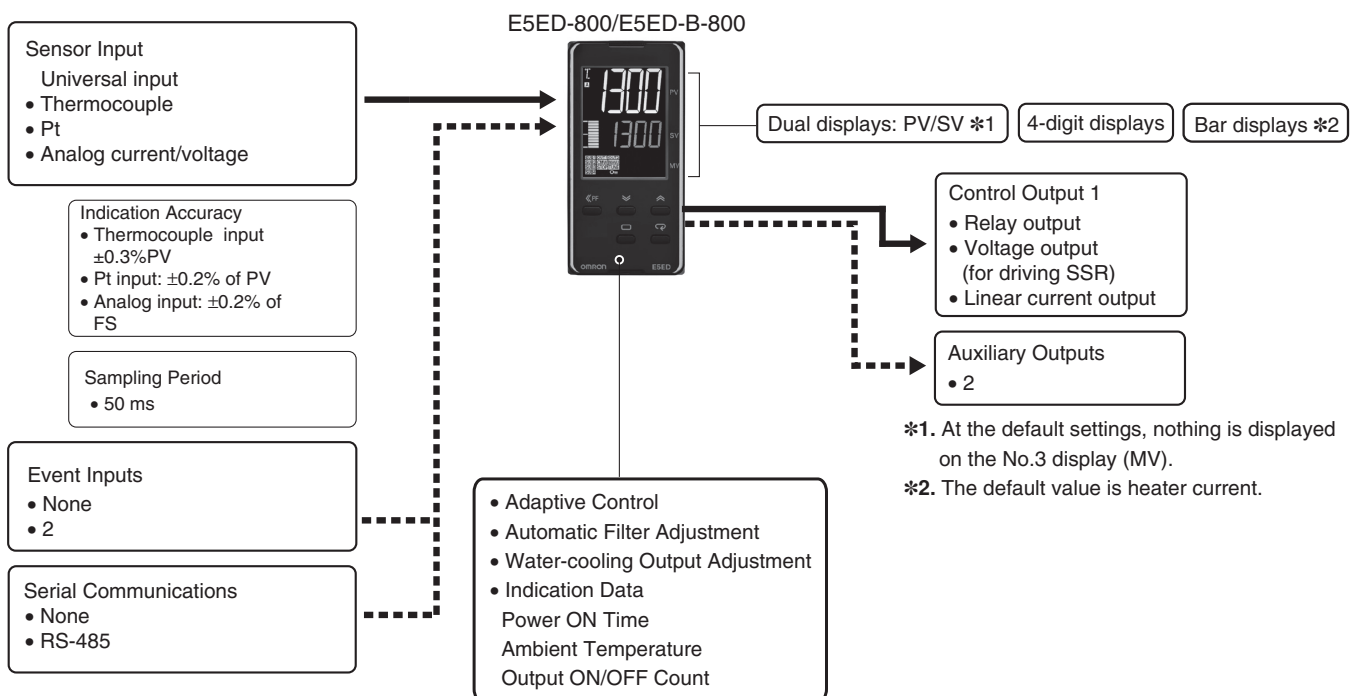 E5ED-800/E5ED-B-800
Sensor Input
Universal input
• Thermocouple
• Pt
• Analog current/voltage
Indication Accuracy
• Thermocouple input
±0.3%PV
• Pt input: ±0.2% of PV
• Analog input: ±0.2% of
FS
Sampling Period
• 50 ms
Event Inputs
• None
• 2
Serial Communications
• None
• RS-485
1300
PV
1300
SV
MV
PF
omron
E5ED
Dual displays: PV/SV ✻1
4-digit displays
Bar displays ✻2
Control Output 1
• Relay output
• Voltage output
(for driving SSR)
• Linear current output
Auxiliary Outputs
• 2
✻1. At the default settings, nothing is displayed
on the No.3 display (MV).
✻2. The default value is heater current.
• Adaptive Control
• Automatic Filter Adjustment
• Water-cooling Output Adjustment
• Indication Data
Power ON Time
Ambient Temperature
Output ON/OFF Count